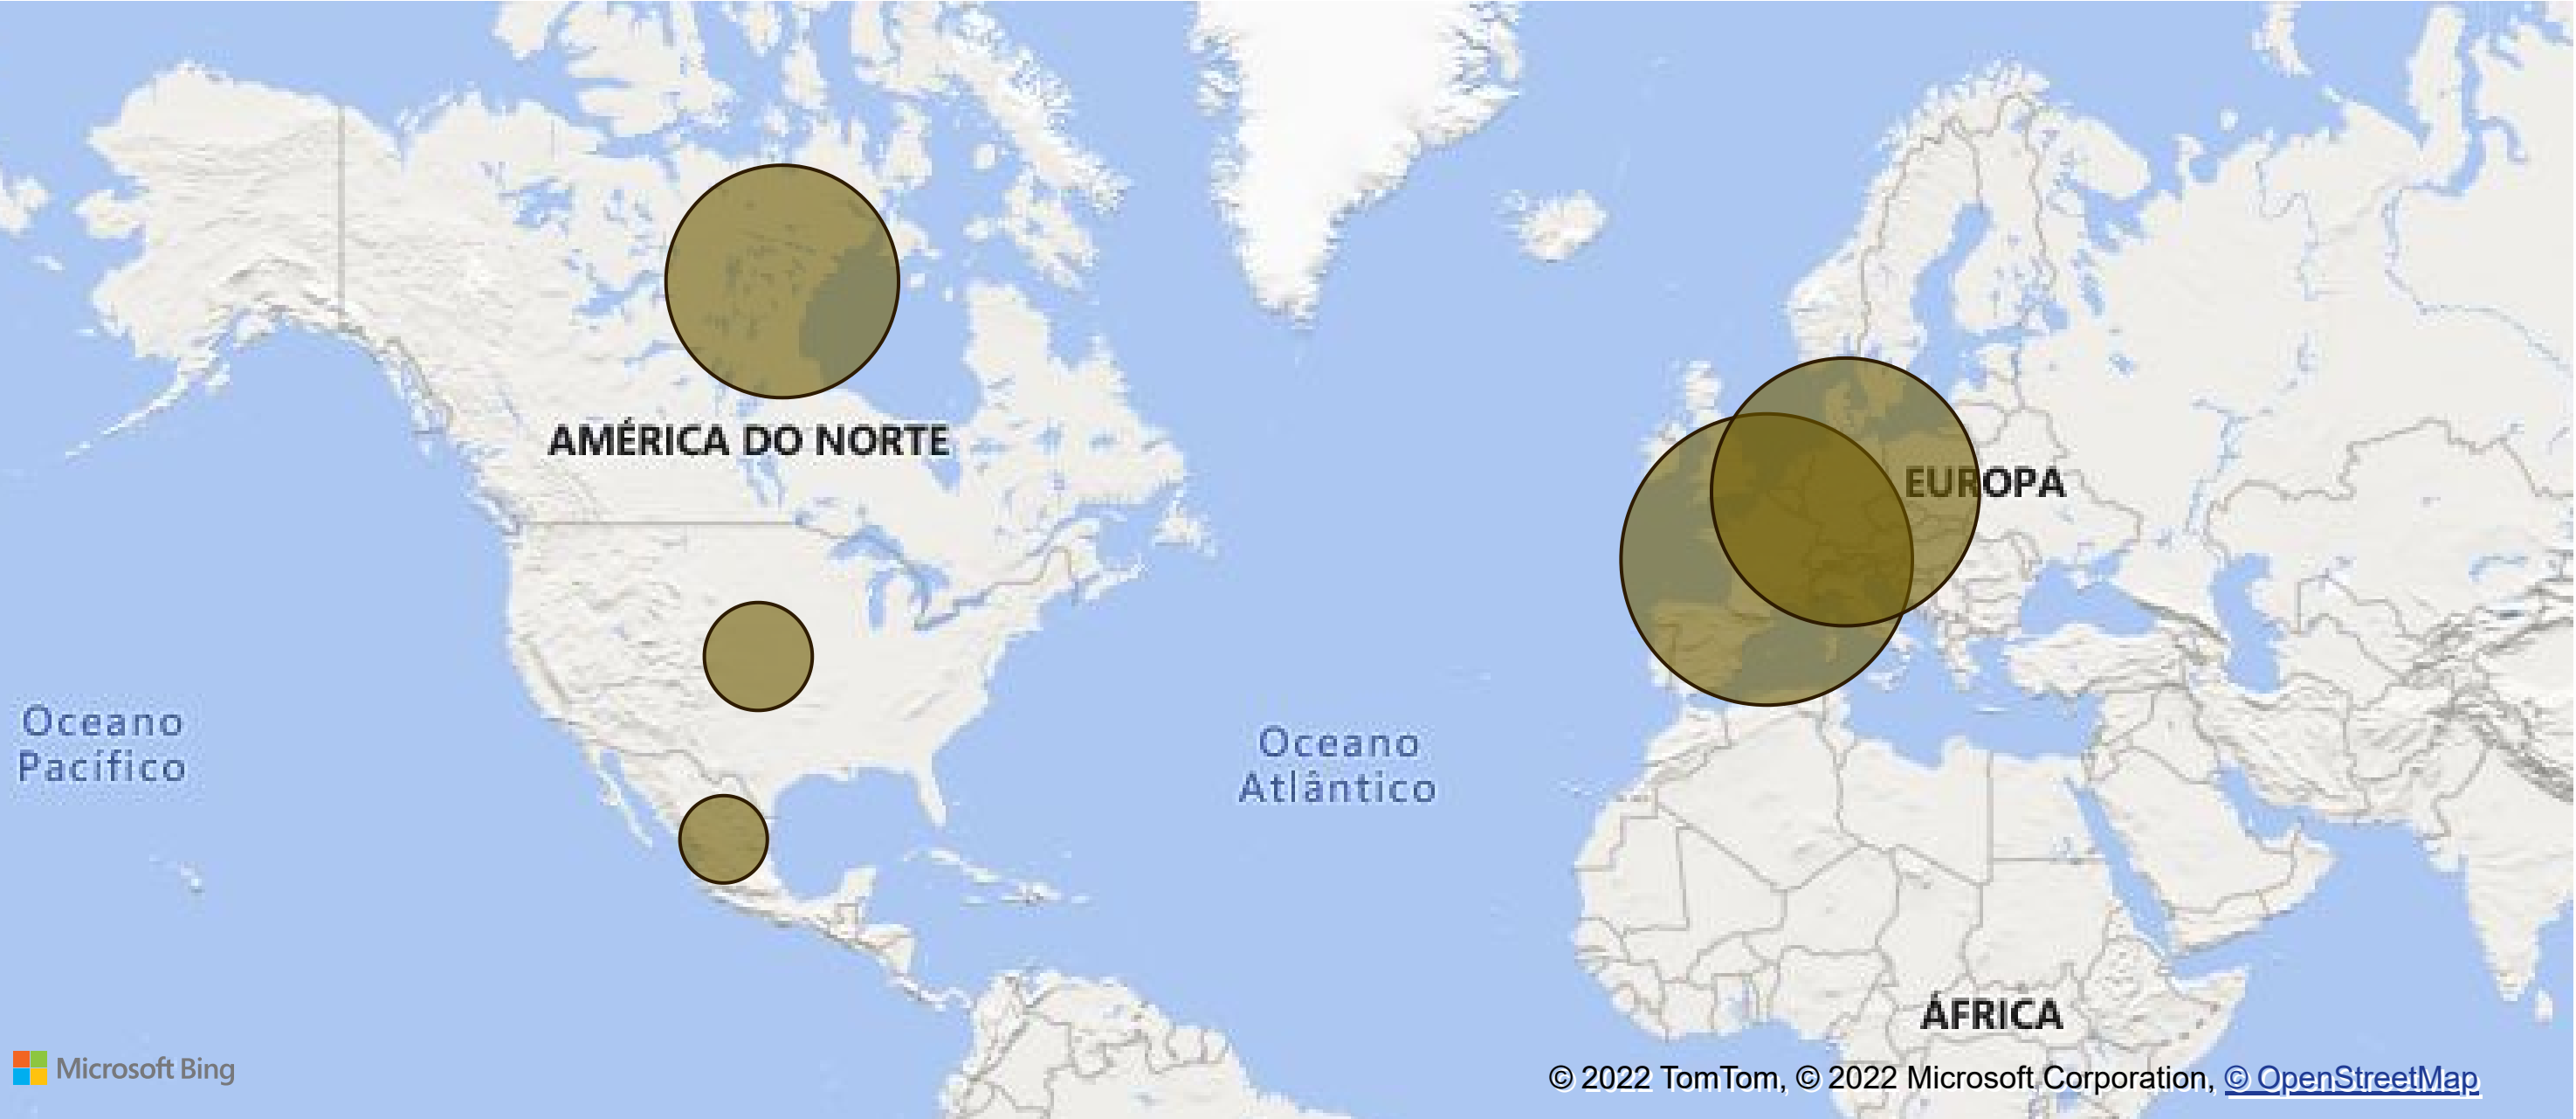 AMÉRICA DO NORTE
EUROPA
Oceano
Pacífico
Oceano
Atlântico
ÁFRICA
Microsoft Bing
© 2022 TomTom, © 2022 Microsoft Corporation, © OpenStreetMap